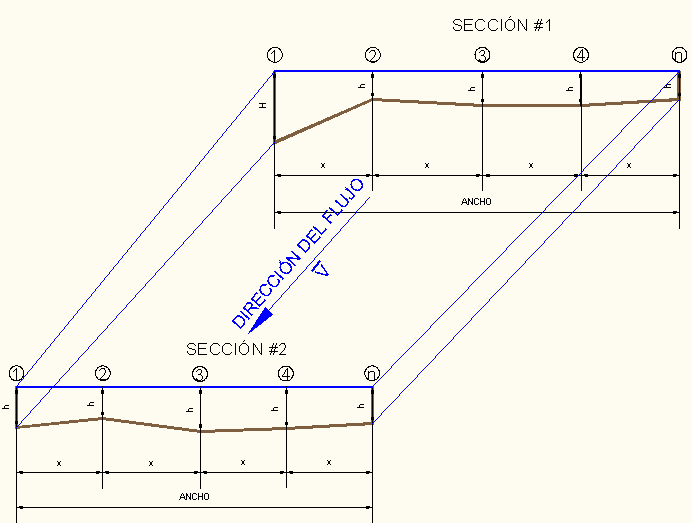 SECCIÓN #1
1 2 3 4 n
H h h h h
x x x x
ANCHO
DIRECCIÓN DEL FLUJO
V
SECCIÓN #2
1 2 3 4 n
h h h h h
x x x x
ANCHO